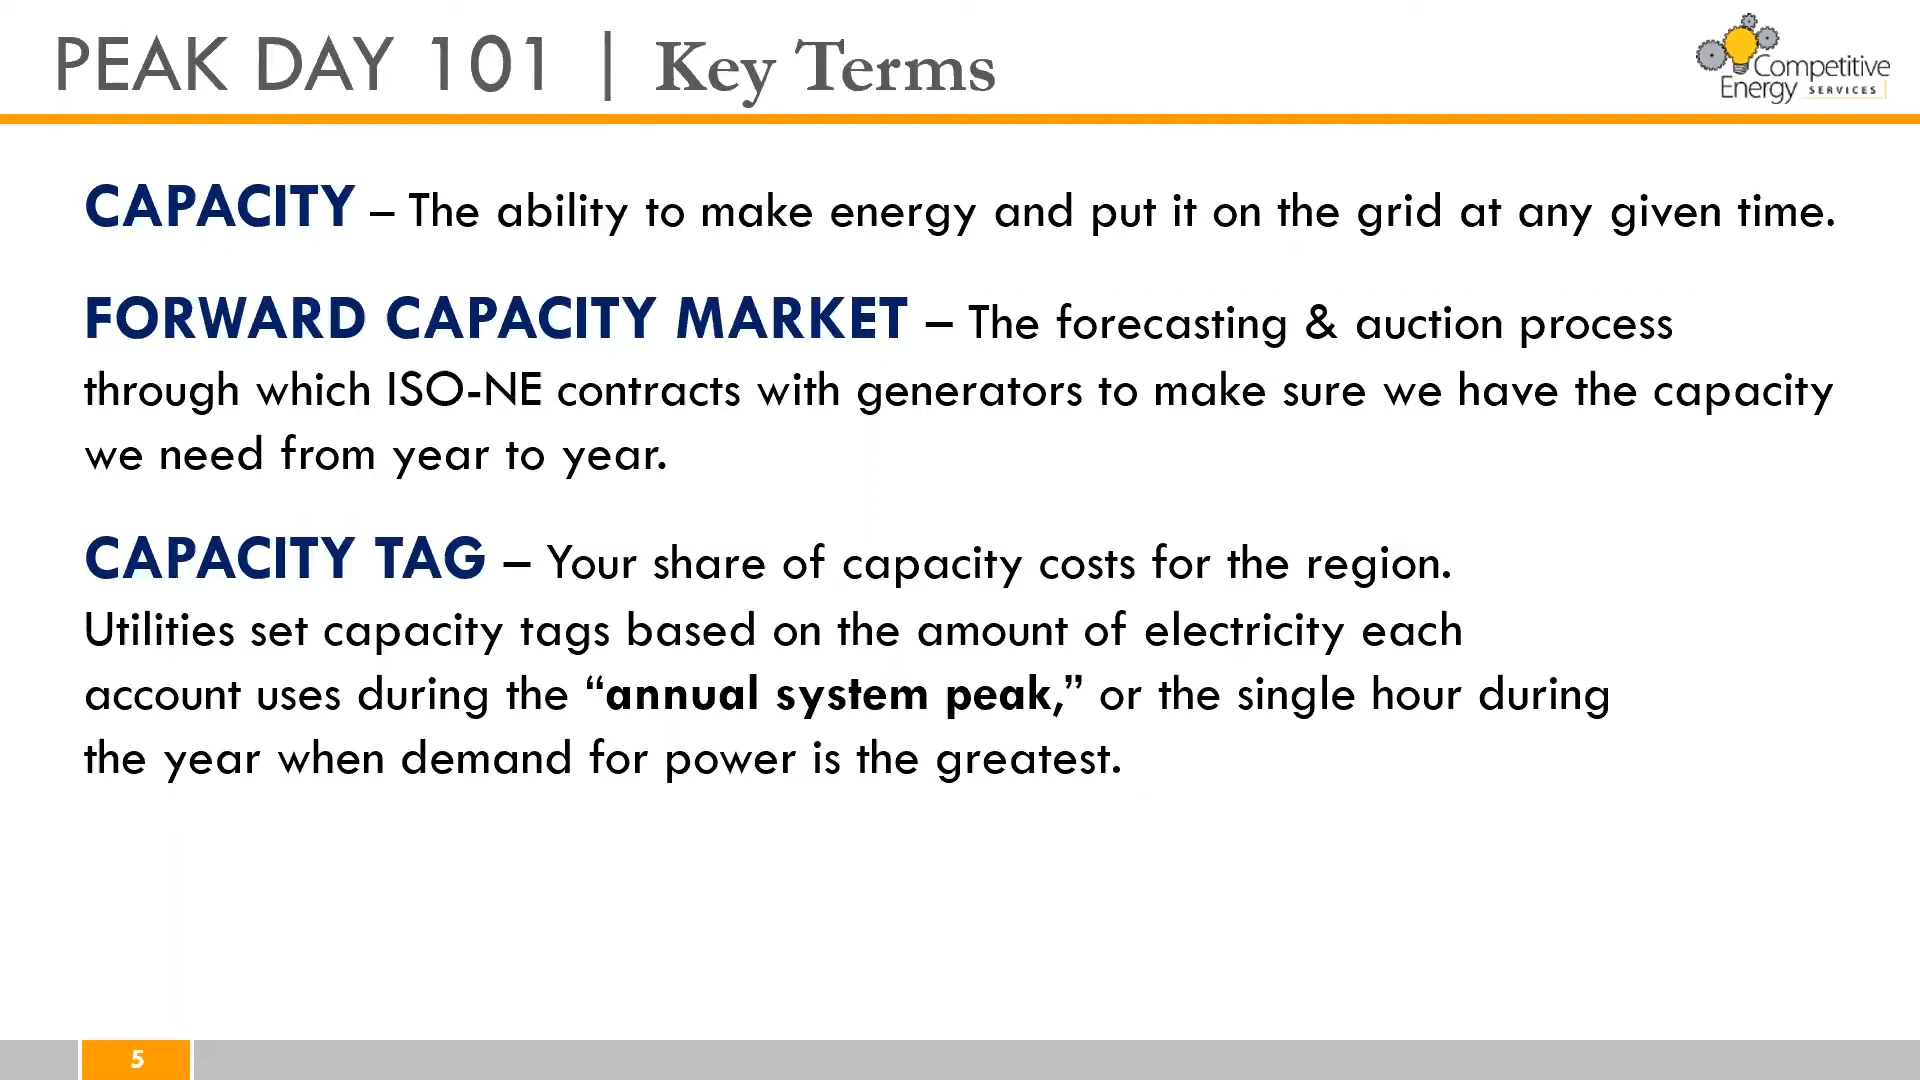 PEAK DAY 101 | Key Terms
Competitive
Energy SERVICES
CAPACITY – The ability to make energy and put it on the grid at any given time.
FORWARD CAPACITY MARKET – The forecasting & auction process
through which ISO-NE contracts with generators to make sure we have the capacity
we need from year to year.
CAPACITY TAG – Your share of capacity costs for the region.
Utilities set capacity tags based on the amount of electricity each
account uses during the “annual system peak,” or the single hour during
the year when demand for power is the greatest.
5